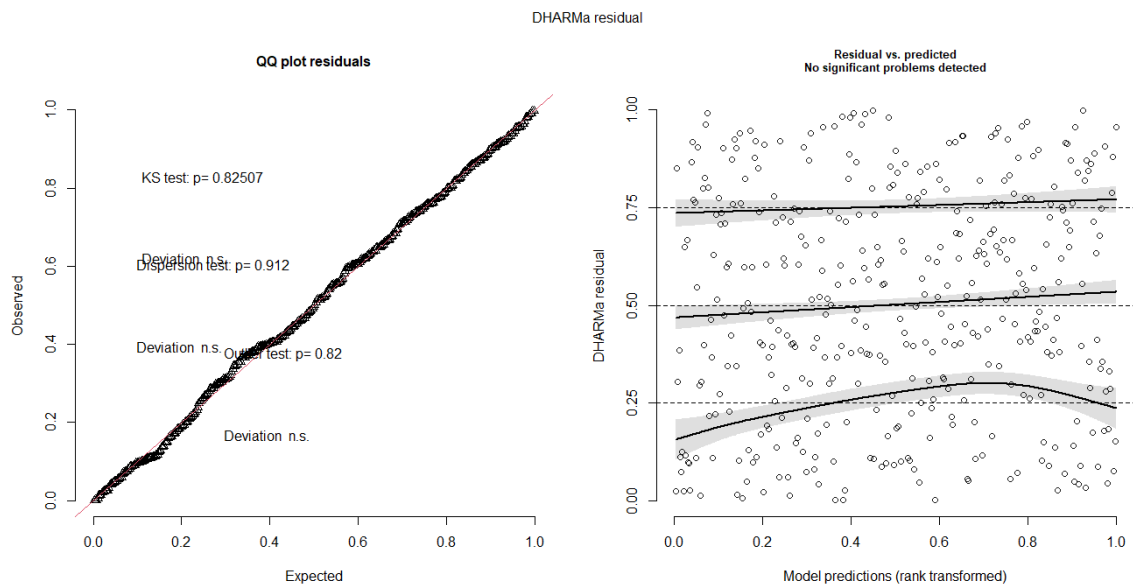 DHARMa residual
QQ plot residuals
KS test: p= 0.82507
Deviation n.s.
Dispersion test: p= 0.912
Deviation n.s.
Outlier test: p= 0.82
Deviation n.s.
Observed
0.0
0.2
0.4
0.6
0.8
1.0
0.0
0.2
0.4
0.6
0.8
1.0
Expected
Residual vs. predicted
No significant problems detected
DHARMa residual
0.00
0.25
0.50
0.75
1.00
0.0
0.2
0.4
0.6
0.8
1.0
Model predictions (rank transformed)